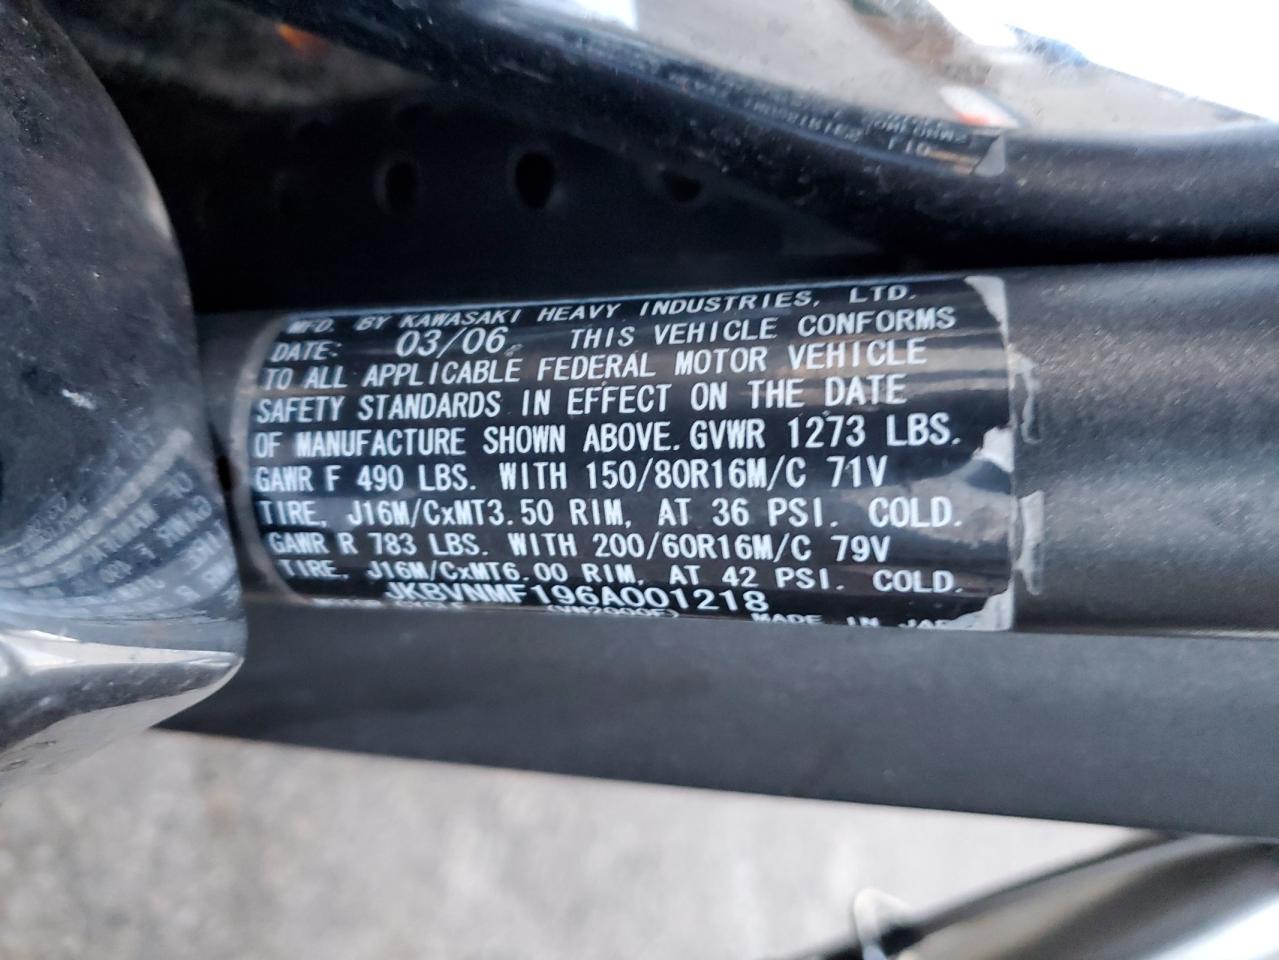 MFD. BY KAWASAKI HEAVY INDUSTRIES, LTD.
DATE: 03/06 THIS VEHICLE CONFORMS
TO ALL APPLICABLE FEDERAL MOTOR VEHICLE
SAFETY STANDARDS IN EFFECT ON THE DATE
OF MANUFACTURE SHOWN ABOVE. GVWR 1273 LBS.
GAWR F 490 LBS. WITH 150/80R16M/C 71V
TIRE, J16M/CxMT3.50 RIM, AT 36 PSI. COLD.
GAWR R 783 LBS. WITH 200/60R16M/C 79V
TIRE, J16M/CxMT6.00 RIM, AT 42 PSI. COLD.
JKBVNMF196A001218
(VN2000F) MADE IN